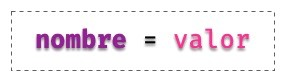 nombre = valor